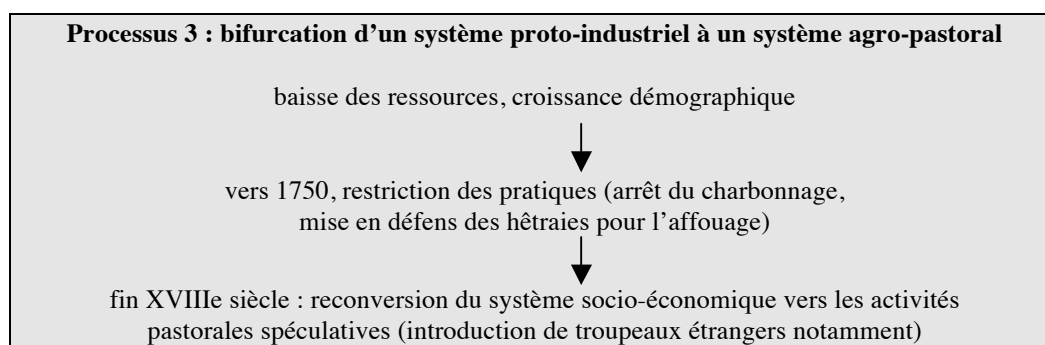 Processus 3 : bifurcation d’un système proto-industriel à un système agro-pastoral
baisse des ressources, croissance démographique
vers 1750, restriction des pratiques (arrêt du charbonnage,
mise en défens des hêtraies pour l’affouage)
fin XVIIIe siècle : reconversion du système socio-économique vers les activités
pastorales spéculatives (introduction de troupeaux étrangers notamment)